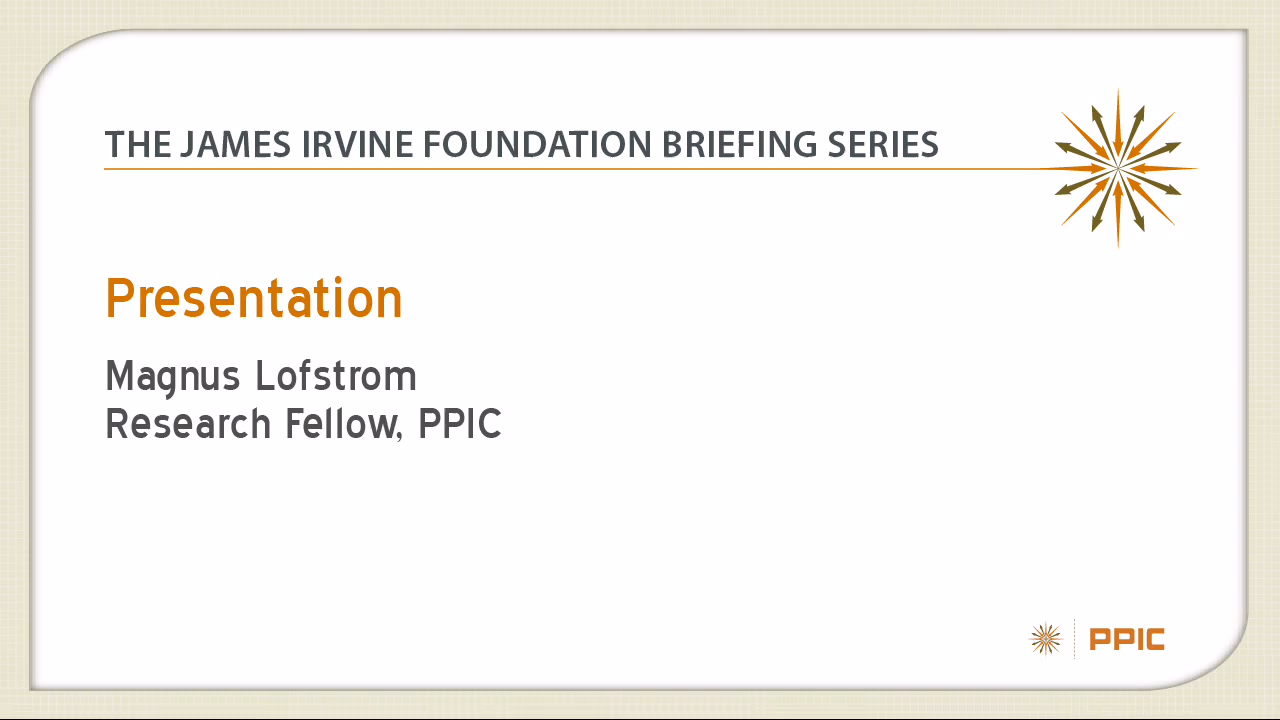 THE JAMES IRVINE FOUNDATION BRIEFING SERIES
Presentation
Magnus Lofstrom
Research Fellow, PPIC
PPIC